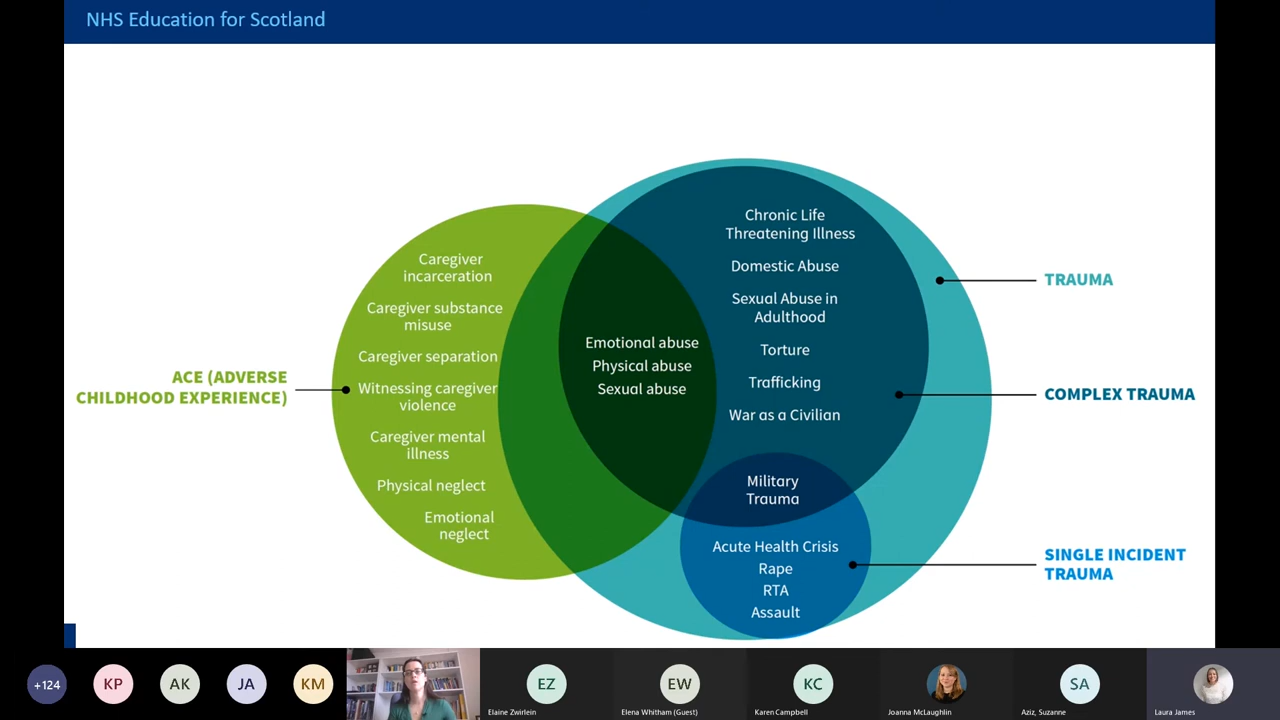 NHS Education for Scotland
Caregiver
incarceration
Caregiver substance
misuse
Caregiver separation
Witnessing caregiver
violence
Caregiver mental
illness
Physical neglect
Emotional
neglect
ACE (ADVERSE
CHILDHOOD EXPERIENCE)
Emotional abuse
Physical abuse
Sexual abuse
Chronic Life
Threatening Illness
Domestic Abuse
Sexual Abuse in
Adulthood
Torture
Trafficking
War as a Civilian
Military
Trauma
Acute Health Crisis
Rape
RTA
Assault
TRAUMA
COMPLEX TRAUMA
SINGLE INCIDENT
TRAUMA
+124
KP
AK
JA
KM
EZ
Elaine Zwirlein
EW
Elena Whitham (Guest)
KC
Karen Campbell
Joanna McLaughlin
SA
Aziz, Suzanne
Laura James